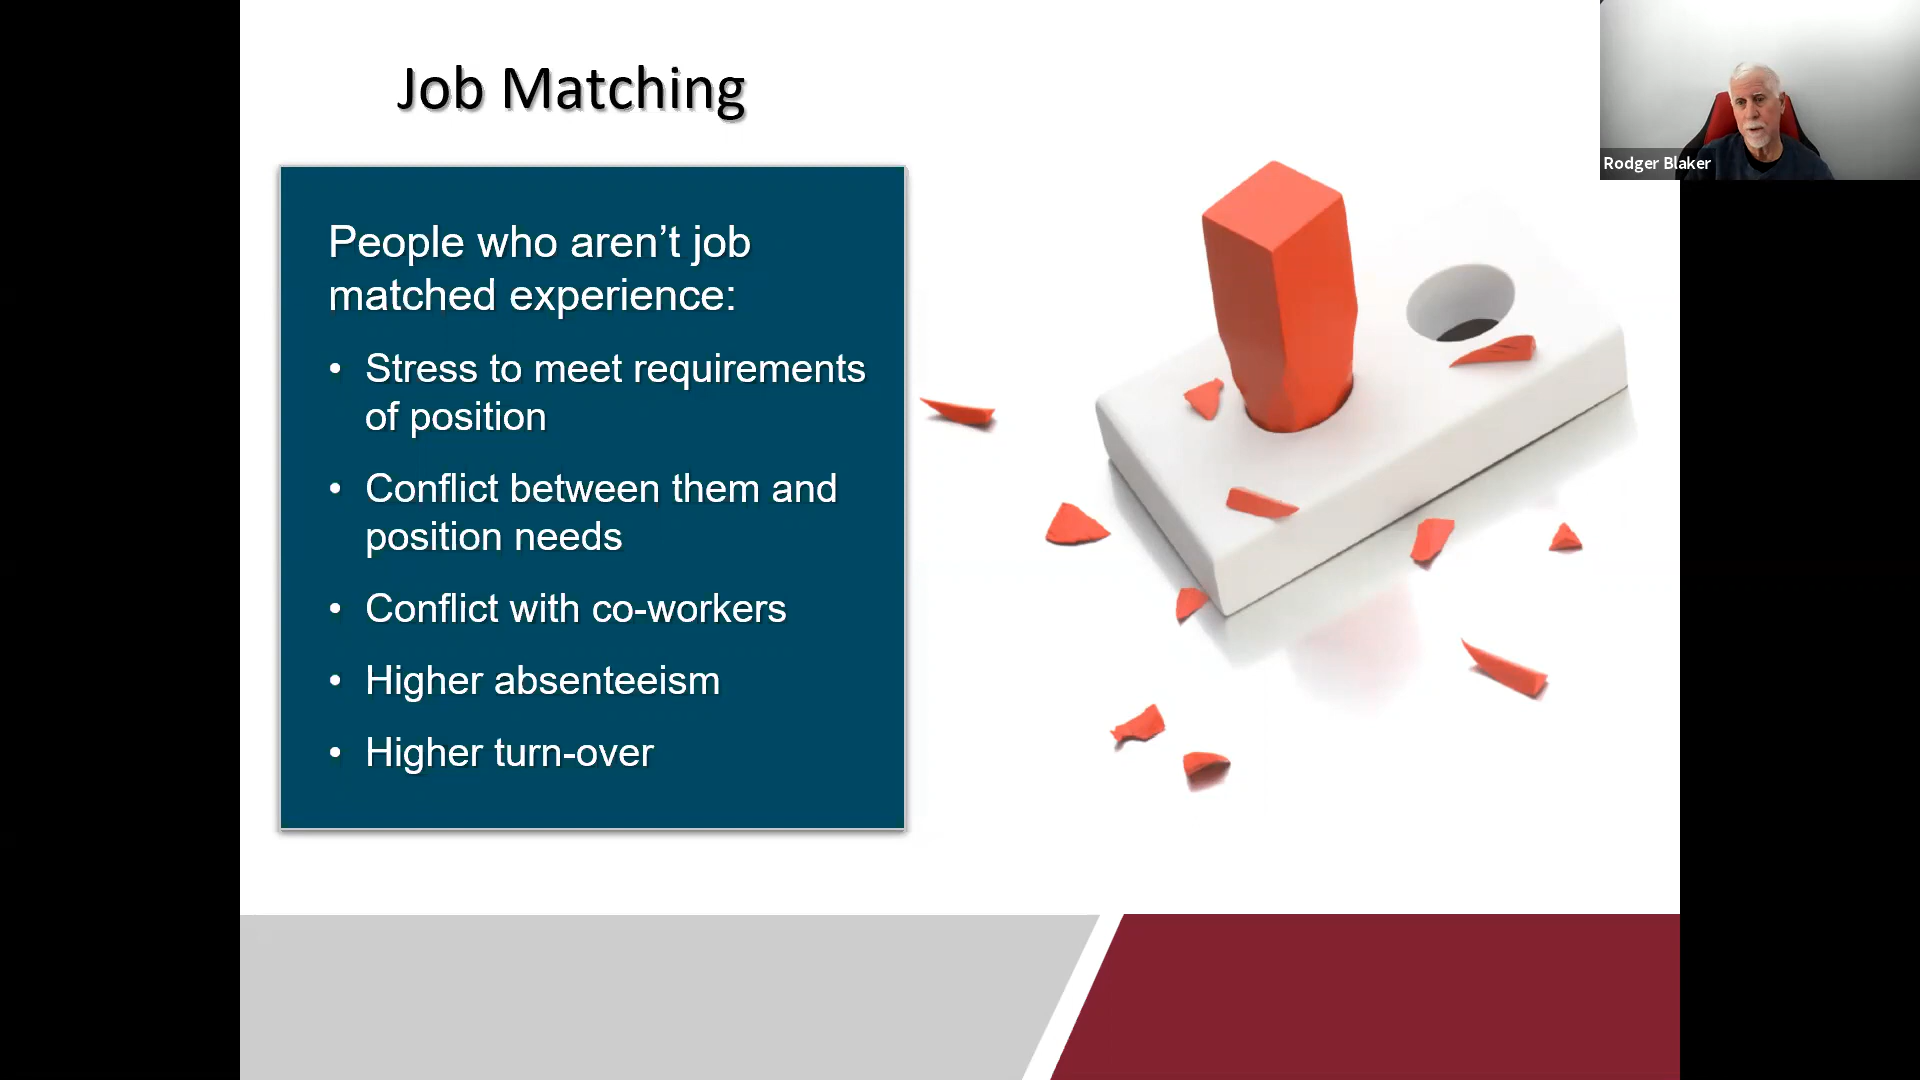 Job Matching
Rodger Blaker
People who aren’t job
matched experience:
• Stress to meet requirements
of position
• Conflict between them and
position needs
• Conflict with co-workers
• Higher absenteeism
• Higher turn-over